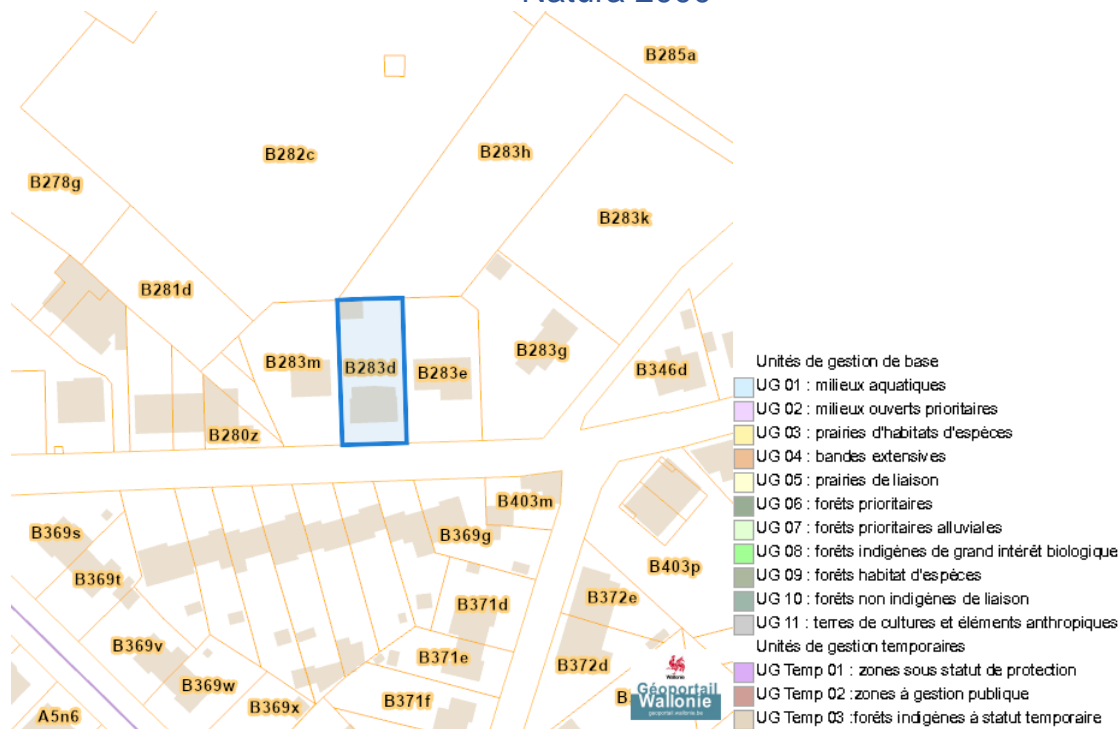 Natura 2000
B285a
B282c
B283h
B278g
B283k
B281d
B283m
B283d
B283e
B283g
B346d
B280z
B403m
B369s
B369g
B369t
B403p
B371d
B372e
B369v
B371e
B372d
B369w
B369x
B371f
A5n6
B
Wallonie
Géoportail
Wallonie
geoportail.wallonie.be
Unités de gestion de base
UG 01 : milieux aquatiques
UG 02 : milieux ouverts prioritaires
UG 03 : prairies d'habitats d'espèces
UG 04 : bandes extensives
UG 05 : prairies de liaison
UG 06 : forêts prioritaires
UG 07 : forêts prioritaires alluviales
UG 08 : forêts indigènes de grand intérêt biologique
UG 09 : forêts habitat d'espèces
UG 10 : forêts non indigènes de liaison
UG 11 : terres de cultures et éléments anthropiques
Unités de gestion temporaires
UG Temp 01 : zones sous statut de protection
UG Temp 02 :zones à gestion publique
UG Temp 03 :forêts indigènes à statut temporaire